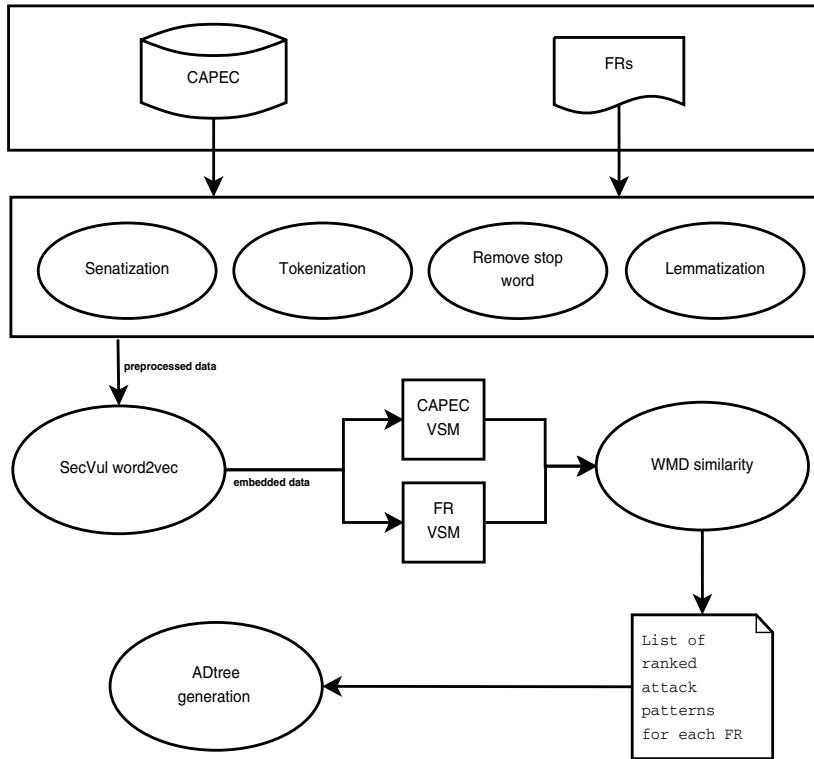 CAPEC
FRs
Senatization
Tokenization
Remove stop
word
Lemmatization
preprocessed data
SecVul word2vec
embedded data
CAPEC
VSM
FR
VSM
WMD similarity
List of
ranked
attack
patterns
for each FR
ADtree
generation